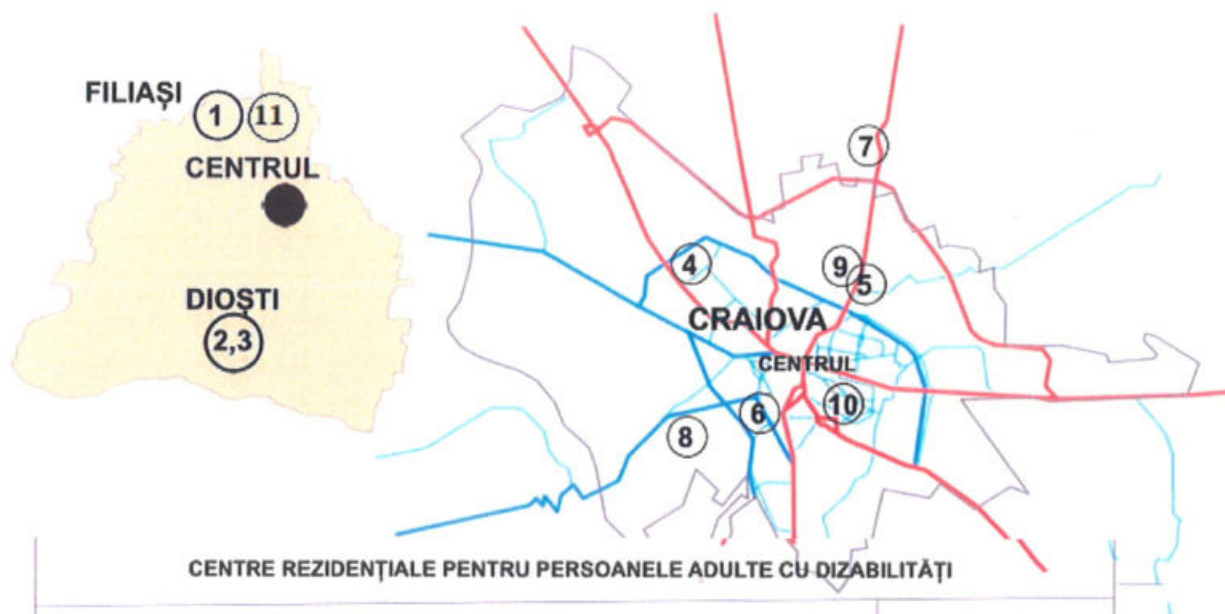 FILIAȘI
1 11
CENTRUL
DIOȘTI
2,3
7
4
9
5
CRAIOVA
CENTRUL
6
10
8
CENTRE REZIDENȚIALE PENTRU PERSOANELE ADULTE CU DIZABILITĂȚI